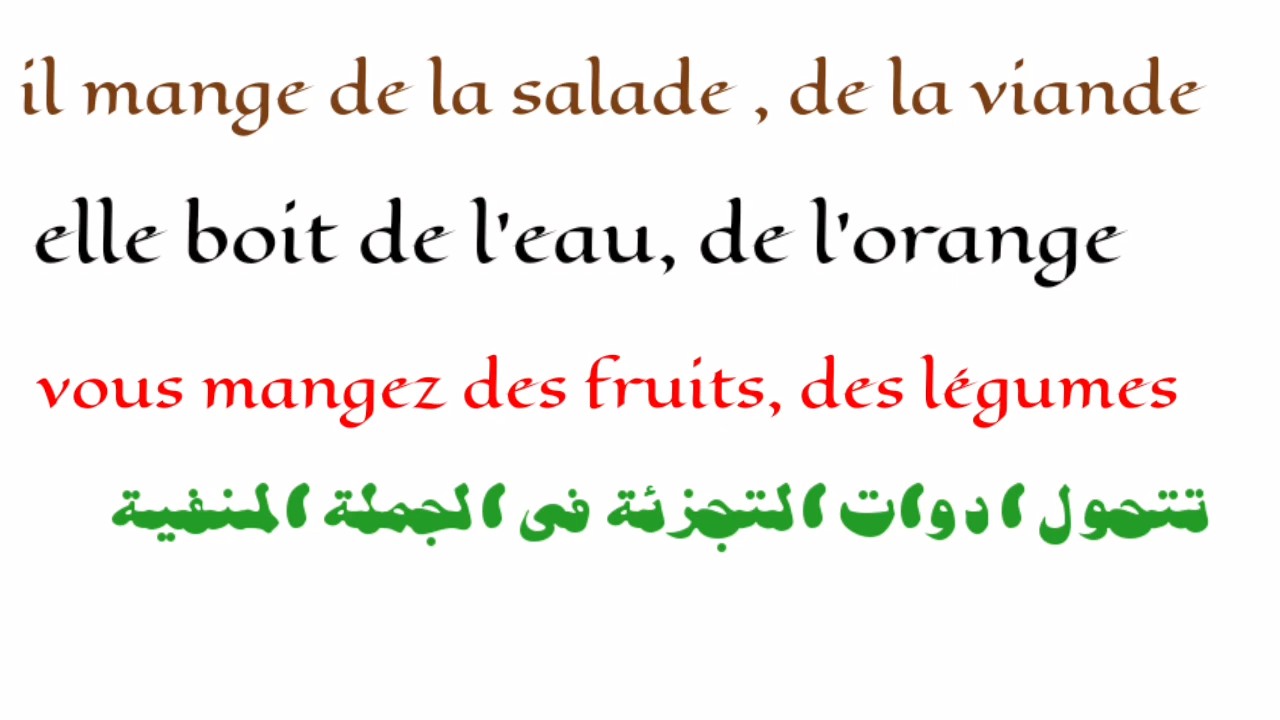 il mange de la salade , de la viande
elle boit de l'eau, de l'orange
vous mangez des fruits, des légumes
تتحول ادوات التجزئة فى الجملة المنفية